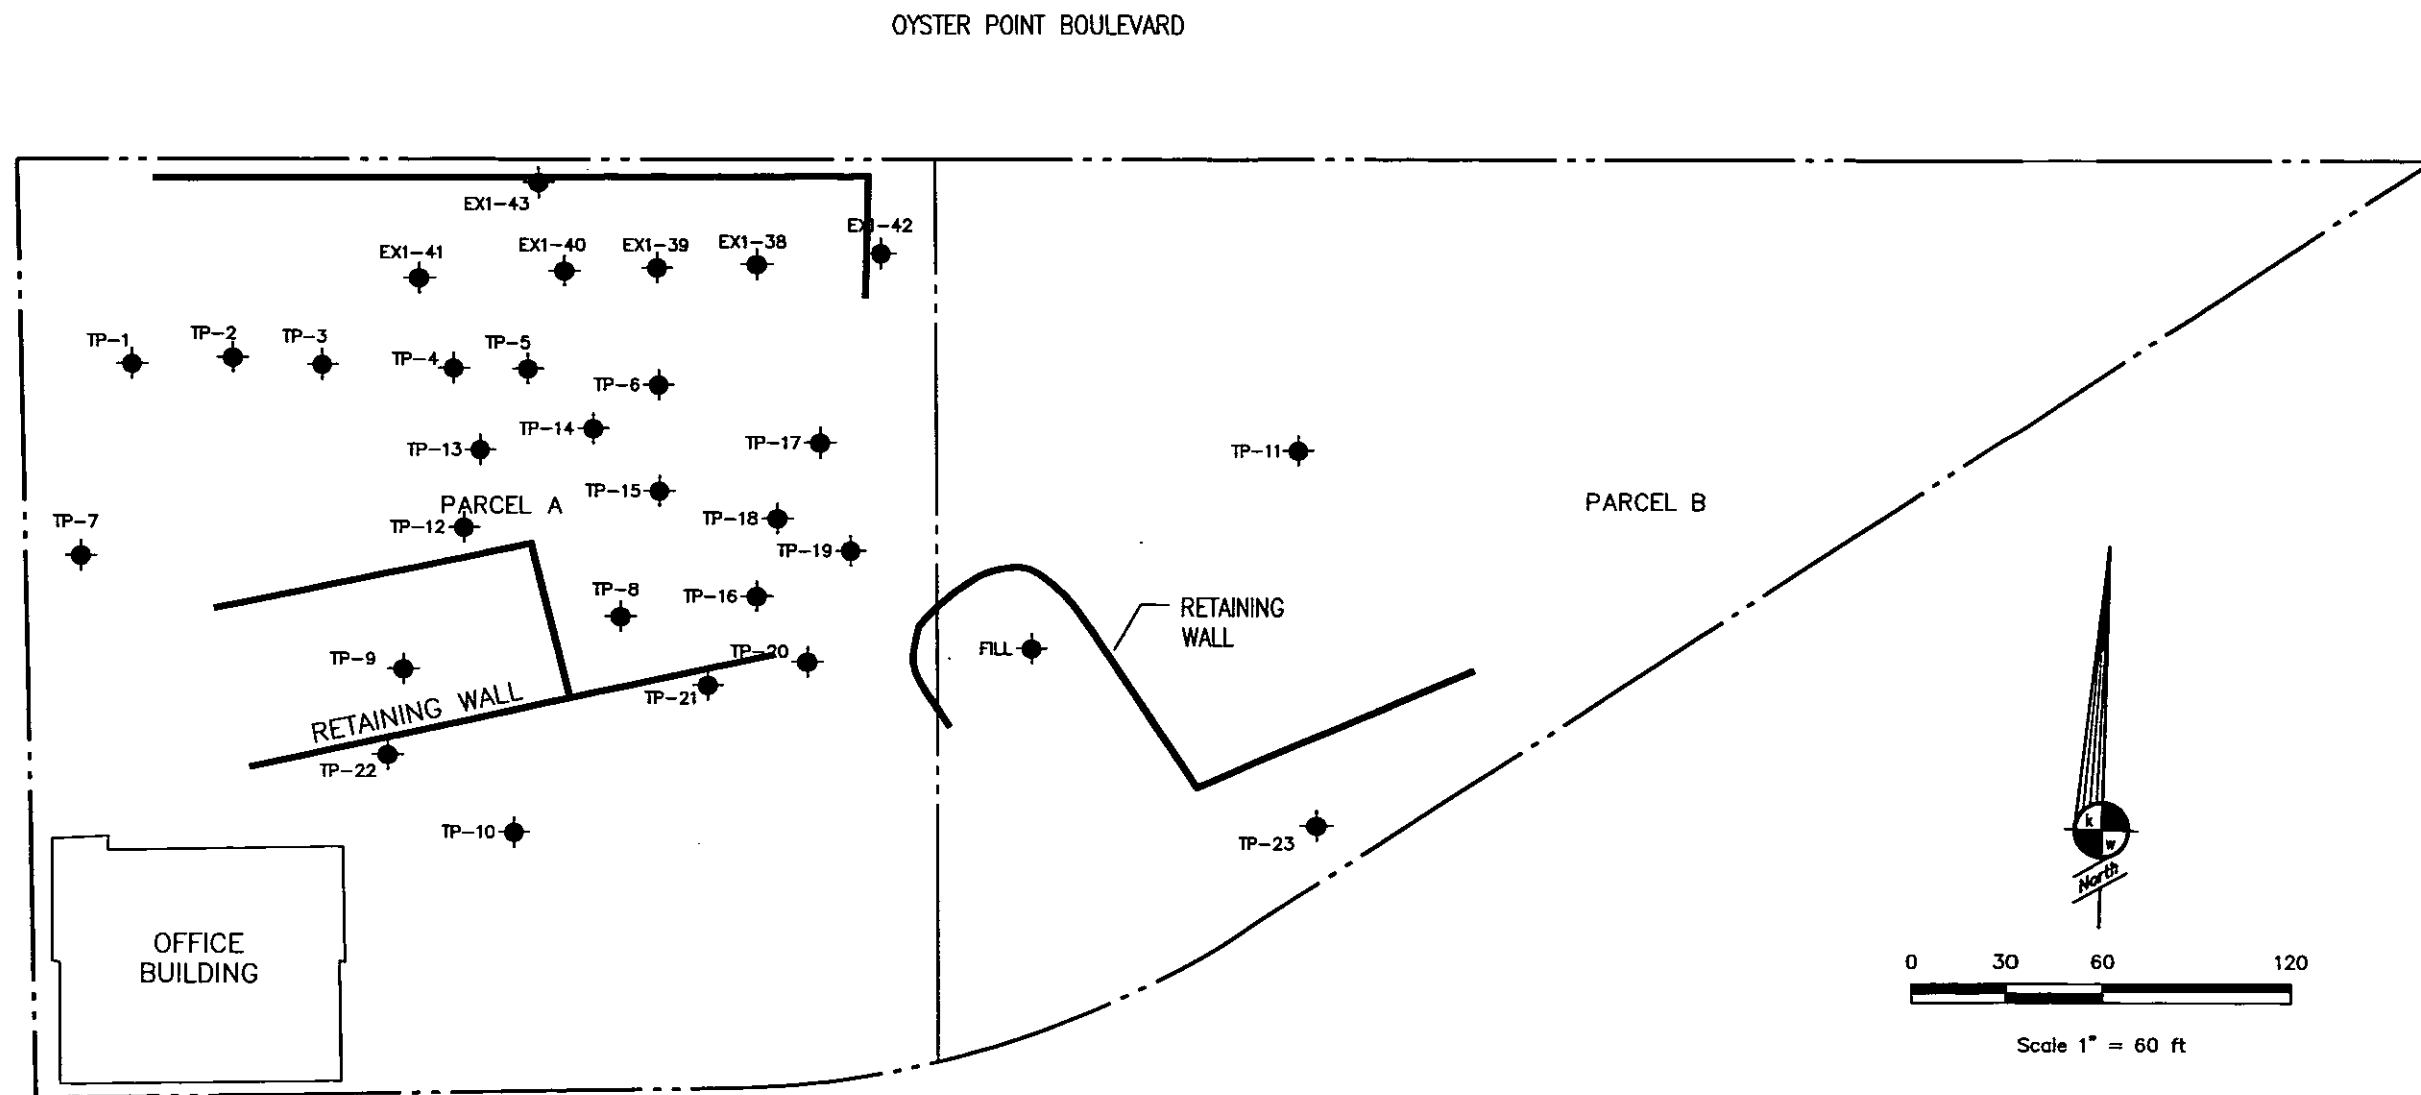 OYSTER POINT BOULEVARD
EX1-43
EX1-42
EX1-41
EX1-40
EX1-39
EX1-38
TP-1
TP-2
TP-3
TP-4
TP-5
TP-6
TP-14
TP-13
TP-17
TP-11
TP-15
PARCEL A
PARCEL B
TP-7
TP-12
TP-18
TP-19
TP-8
TP-16
RETAINING
WALL
FILL
TP-9
TP-20
TP-21
RETAINING WALL
TP-22
TP-10
TP-23
k
w
North
OFFICE
BUILDING
0 30 60 120
Scale 1" = 60 ft